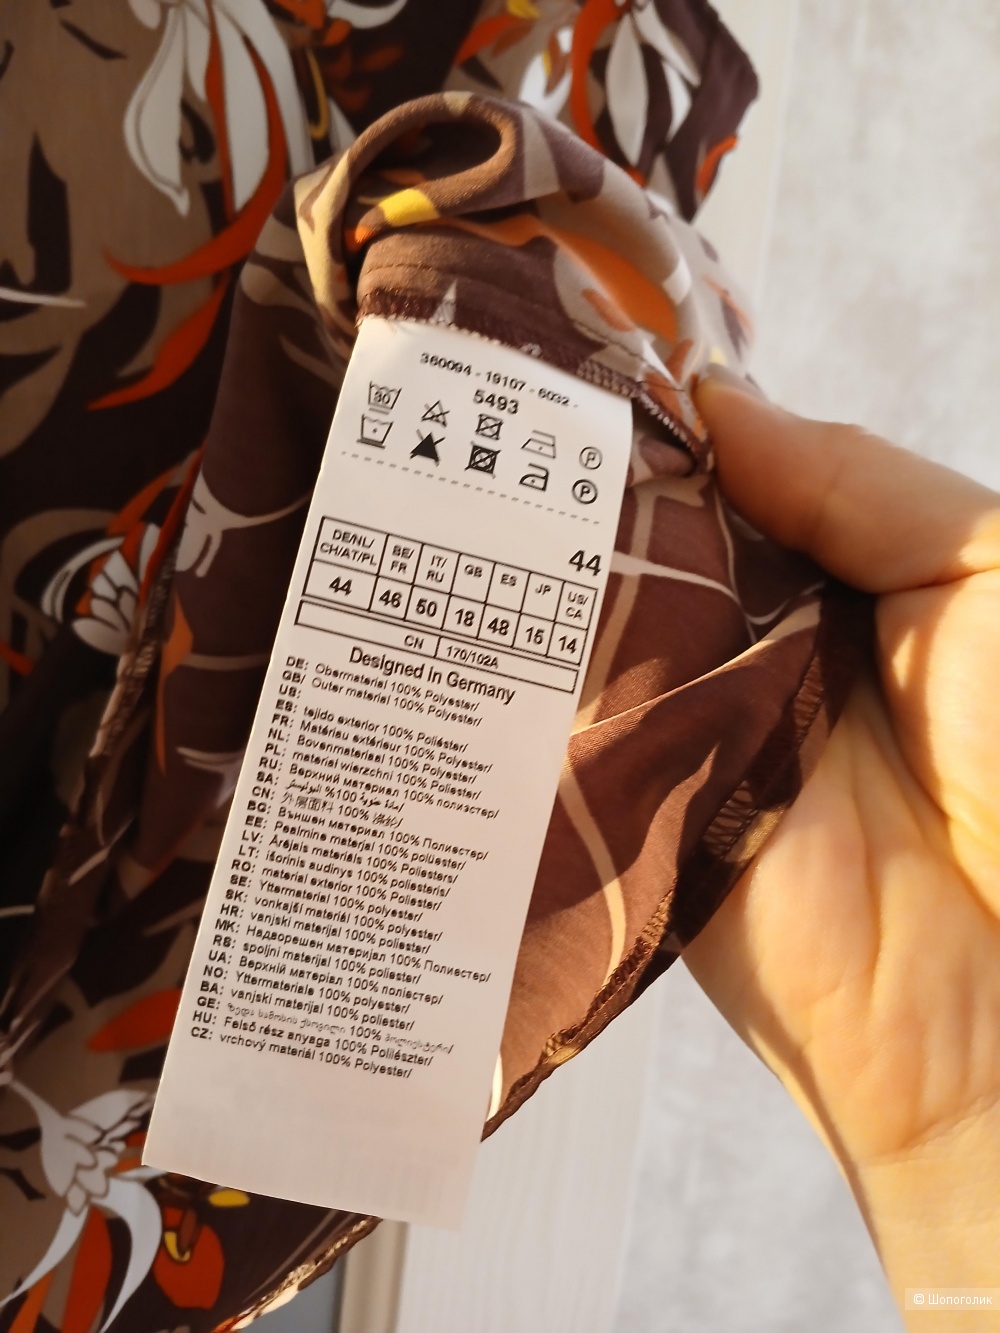 360094 - 19107 - 6032 -
5493
30
P
P
44
DE/NL/ CH/AT/PL BE/ FR IT/ RU GB ES JP US/ CA
44 46 50 18 48 15 14
CN 170/102A
Designed in Germany
DE: Obermaterial 100% Polyester/
GB/ Outer material 100% Polyester/
US:
ES: tejido exterior 100% Poliéster/
FR: Matériau extérieur 100% Polyester/
NL: Bovenmateriaal 100% Polyester/
PL: materiał wierzchni 100% Polyester/
RU: Верхний материал 100% полиэстер/
SA: 100%
CN: 外層面料 100%
BG: Външен материал 100% Полиестер/
EE: Pealmine materjal 100% polüester/
LV: Ārējais materiāls 100% Poliesters/
LT: išorinis audinys 100% poliesteris/
RO: material exterior 100% Poliester/
SE: Yttermaterial 100% polyester/
SK: vonkajší materiál 100% polyester/
HR: vanjski materijal 100% poliester/
MK: Надворешен материјал 100% Полиестер/
RS: spoljni materijal 100% poliester/
UA: Верхній матеріал 100% поліестер/
NO: Yttermateriale 100% polyester/
BA: vanjski materijal 100% poliester/
GE: 100%
HU: Felső rész anyaga 100% Poliészter/
CZ: vrchový materiál 100% Polyester/
© Шопоголик